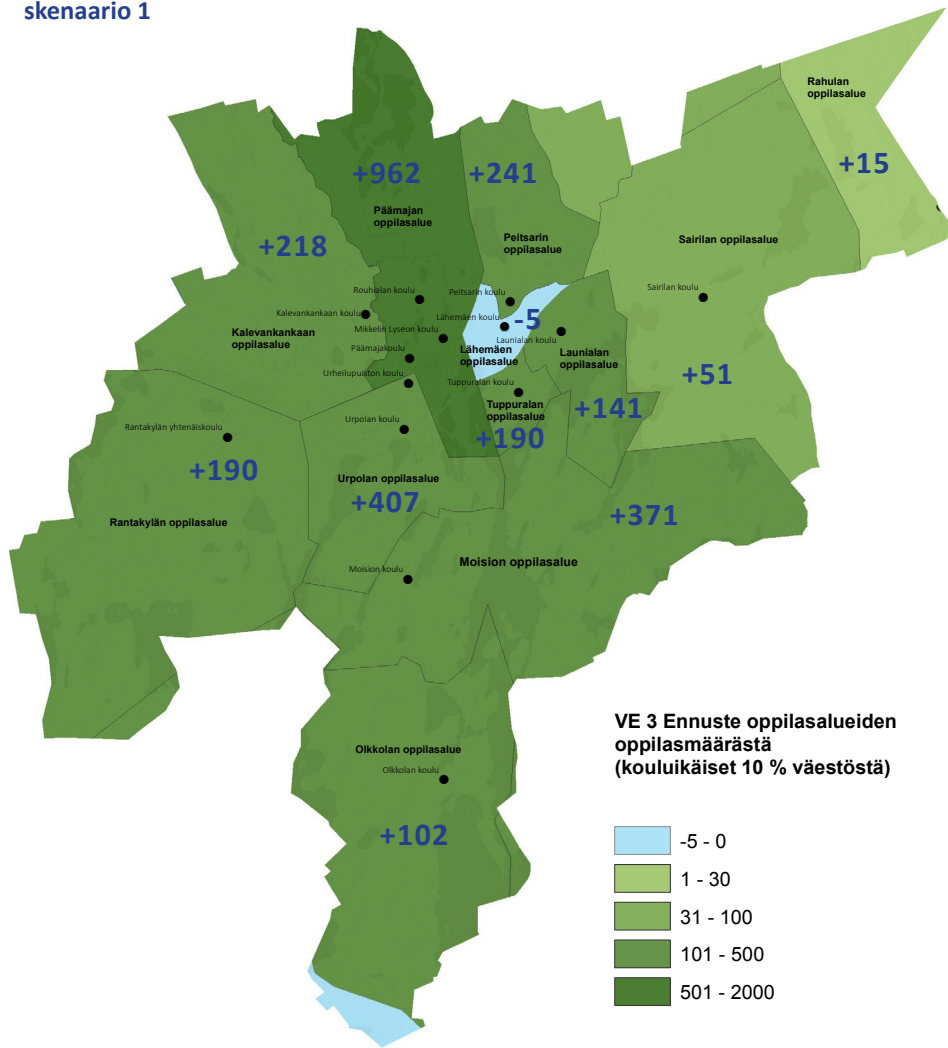 skenaario 1
Rahulan
oppilasalue
+15
+962
+241
Päämajan
oppilasalue
Peitsarin
oppilasalue
Sairilan oppilasalue
+218
Rouhialan koulu
Peitsarin koulu
Sairilan koulu
Kalevankankaan koulu
Lähemäen koulu
-5
Kalevankankaan
oppilasalue
Mikkelin Lyseon koulu
Launialan koulu
Päämajakoulu
Lähemäen
oppilasalue
Launialan
oppilasalue
Urheilupuiston koulu
Tuppuralan koulu
+51
Tuppuralan
oppilasalue
+141
Rantakylän yhtenäiskoulu
Urpolan koulu
+190
+190
Urpolan oppilasalue
+407
+371
Rantakylän oppilasalue
Moision koulu
Moision oppilasalue
Olkkolan oppilasalue
Olkkolan koulu
+102
VE 3 Ennuste oppilasalueiden
oppilasmäärästä
(kouluikäiset 10 % väestöstä)
-5 - 0
1 - 30
31 - 100
101 - 500
501 - 2000